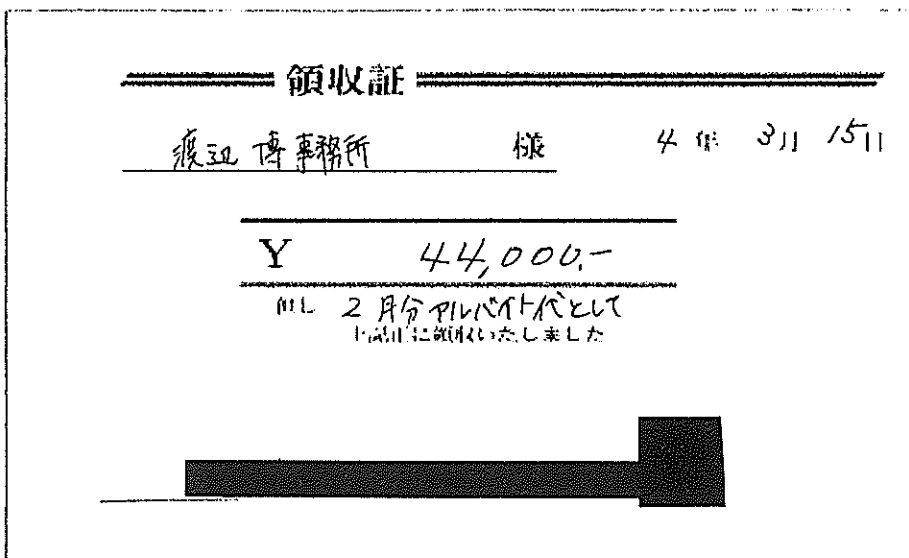 領収証
渡辺博事務所 様 4年 3月 15日
¥ 44,000.-
但し 2月分アルバイト代として
上記正に領収いたしました